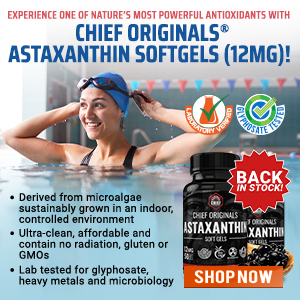 EXPERIENCE ONE OF NATURE'S MOST POWERFUL ANTIOXIDANTS WITH
CHIEF ORIGINALS®
ASTAXANTHIN SOFTGELS (12MG)!
LABORATORY VERIFIED
GLYPHOSATE TESTED
BACK
IN STOCK!
• Derived from microalgae
sustainably grown in an indoor,
controlled environment
• Ultra-clean, affordable and
contain no radiation, gluten or
GMOs
• Lab tested for glyphosate,
heavy metals and microbiology
CHIEF ORIGINALS
ASTAXANTHIN
SOFT GELS
SHOP NOW